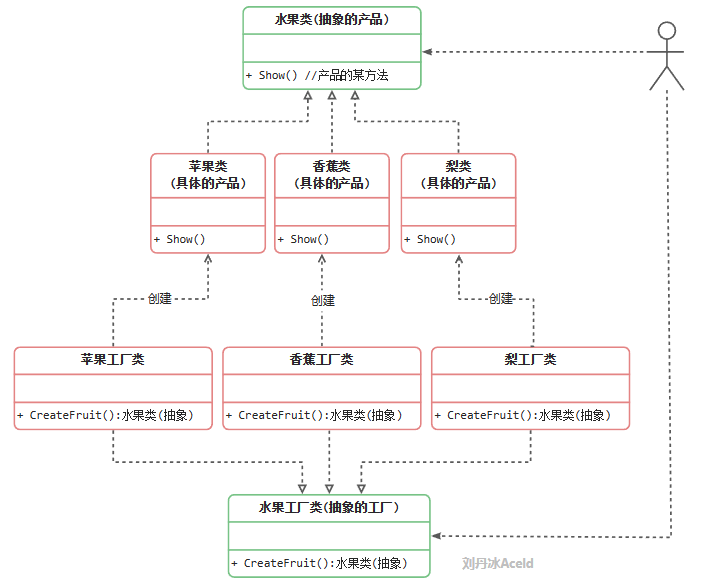 水果类(抽象的产品)
+ Show() //产品的某方法
苹果类
(具体的产品)
香蕉类
(具体的产品)
梨类
(具体的产品)
+ Show()
+ Show()
+ Show()
创建
创建
创建
苹果工厂类
香蕉工厂类
梨工厂类
+ CreateFruit():水果类(抽象)
+ CreateFruit():水果类(抽象)
+ CreateFruit():水果类(抽象)
水果工厂类(抽象的工厂)
+ CreateFruit():水果类(抽象)
刘丹冰Aceld